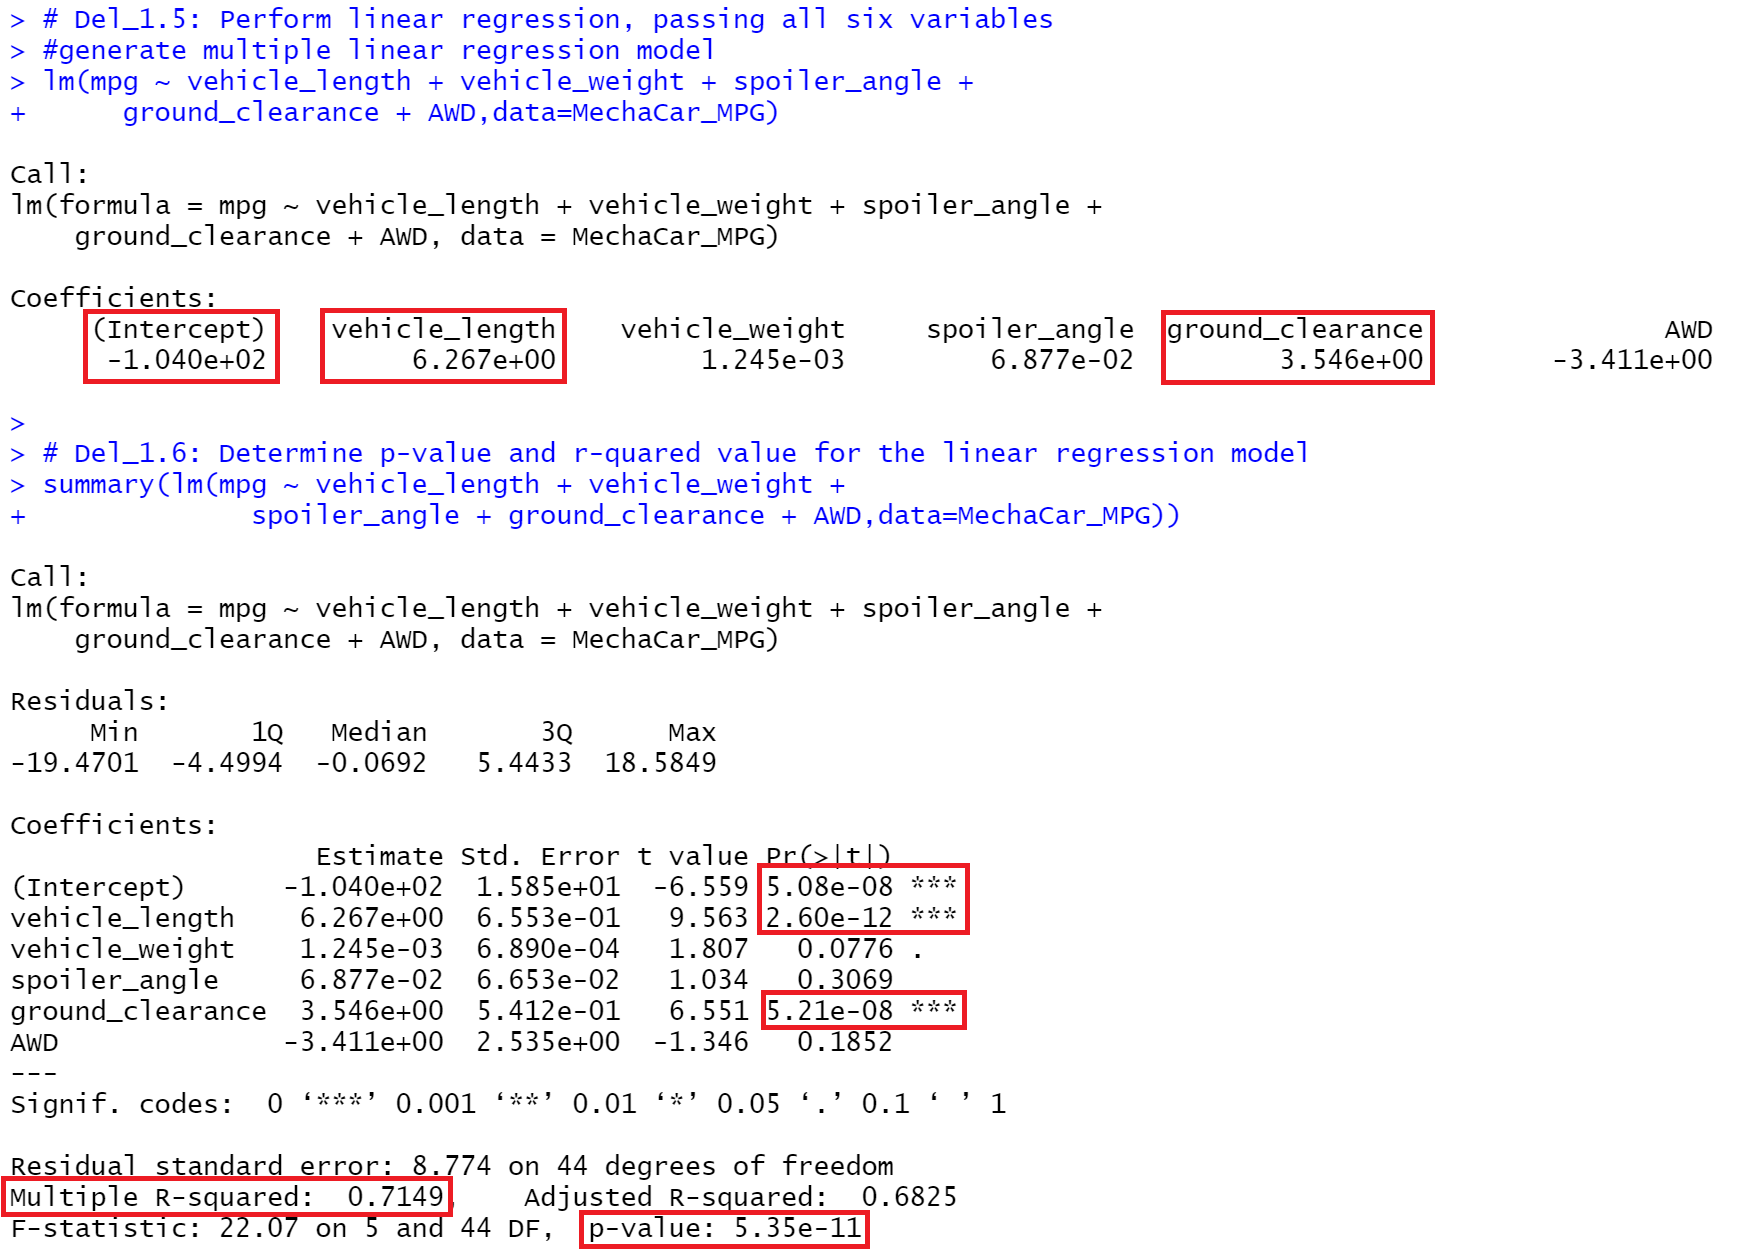 > # Del_1.5: Perform linear regression, passing all six variables
> #generate multiple linear regression model
> lm(mpg ~ vehicle_length + vehicle_weight + spoiler_angle +
+      ground_clearance + AWD,data=MechaCar_MPG)
Call:
lm(formula = mpg ~ vehicle_length + vehicle_weight + spoiler_angle +
    ground_clearance + AWD, data = MechaCar_MPG)
Coefficients:
     (Intercept)    vehicle_length    vehicle_weight     spoiler_angle  ground_clearance               AWD
      -1.040e+02         6.267e+00         1.245e-03         6.877e-02         3.546e+00        -3.411e+00
>
> # Del_1.6: Determine p-value and r-quared value for the linear regression model
> summary(lm(mpg ~ vehicle_length + vehicle_weight +
+              spoiler_angle + ground_clearance + AWD,data=MechaCar_MPG))
Call:
lm(formula = mpg ~ vehicle_length + vehicle_weight + spoiler_angle +
    ground_clearance + AWD, data = MechaCar_MPG)
Residuals:
     Min       1Q   Median       3Q      Max
-19.4701  -4.4994  -0.0692   5.4433  18.5849
Coefficients:
                   Estimate Std. Error t value Pr(>|t|)
(Intercept)      -1.040e+02  1.585e+01  -6.559 5.08e-08 ***
vehicle_length    6.267e+00  6.553e-01   9.563 2.60e-12 ***
vehicle_weight    1.245e-03  6.890e-04   1.807   0.0776 .
spoiler_angle     6.877e-02  6.653e-02   1.034   0.3069
ground_clearance  3.546e+00  5.412e-01   6.551 5.21e-08 ***
AWD              -3.411e+00  2.535e+00  -1.346   0.1852
---
Signif. codes:  0 ‘***’ 0.001 ‘**’ 0.01 ‘*’ 0.05 ‘.’ 0.1 ‘ ’ 1
Residual standard error: 8.774 on 44 degrees of freedom
Multiple R-squared:  0.7149,    Adjusted R-squared:  0.6825
F-statistic: 22.07 on 5 and 44 DF,  p-value: 5.35e-11